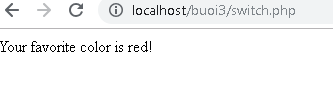 localhost/buoi3/switch.php
Your favorite color is red!